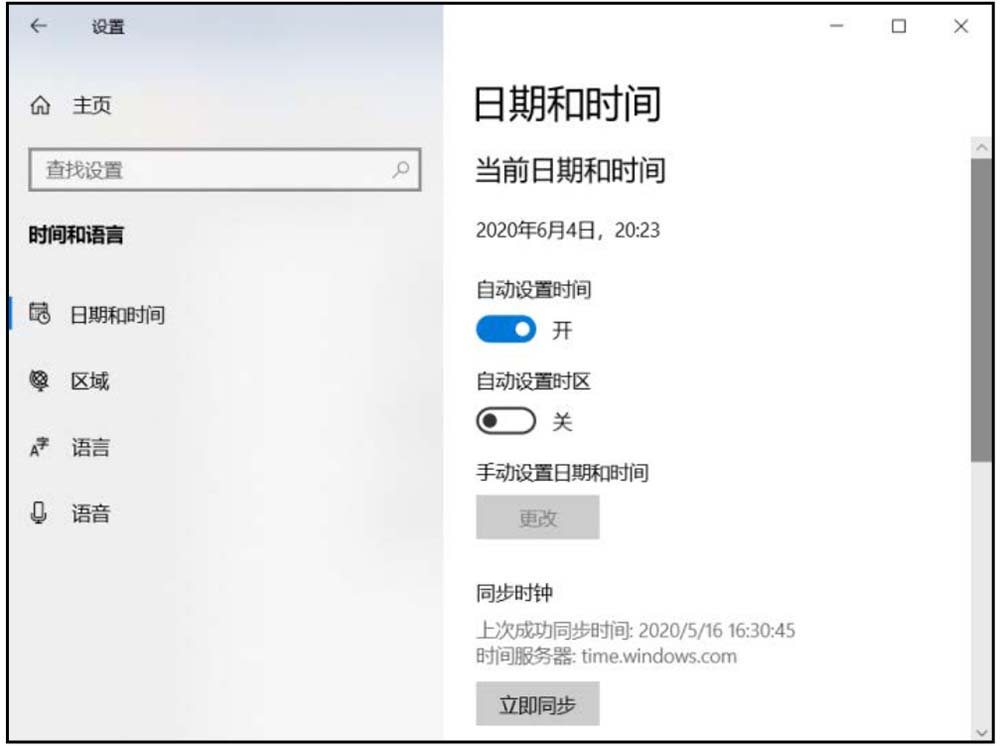 设置
主页
查找设置
时间和语言
日期和时间
区域
语言
语音
日期和时间
当前日期和时间
2020年6月4日，20:23
自动设置时间
开
自动设置时区
关
手动设置日期和时间
更改
同步时钟
上次成功同步时间: 2020/5/16 16:30:45
时间服务器: time.windows.com
立即同步